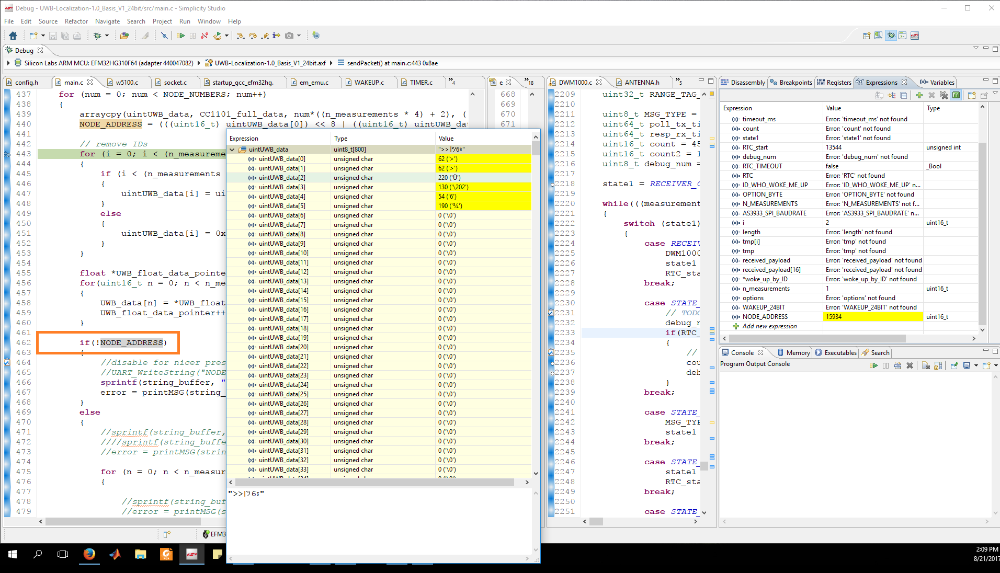 Debug - UWB-Localization-1.0_Basis_V1_24bit/src/main.c - Simplicity Studio
File Edit Source Refactor Navigate Search Project Run Window Help
Debug
Silicon Labs ARM MCU: EFM32HG310F64 (adapter 440047082) UWB-Localization-1.0_Basis_V1_24bit.axf sendPacket() at main.c:443 0x8ae
config.h main.c w5100.c socket.c startup_gcc_efm32hg. em_emu.c WAKEUP.c TIMER.c »4
437 for (num = 0; num < NODE_NUMBERS; num++)
438 {
439 arraycpy(uintUWB_data, CC1101_full_data, num*((n_measurements * 4) + 2), (
440 NODE_ADDRESS = (((uint16_t) uintUWB_data[0]) << 8 | ((uint16_t) uintUWB_da
441
442 // remove IDs
443 for (i = 0; i < (n_measureme
444 {
445 if (i < (n_measurements
446 {
447 uintUWB_data[i] = ui
448 }
449 else
450 {
451 uintUWB_data[i] = 0x
452 }
453 }
454
455 float *UWB_float_data_pointe
456 for(uint16_t n = 0; n < n_me
457 {
458 UWB_data[n] = *UWB_float
459 UWB_float_data_pointer++
460 }
461
462 if(!NODE_ADDRESS)
463 {
464 //disable for nicer pres
465 //UART_WriteString("NODE
466 sprintf(string_buffer, "
467 error = printMSG(string_
468 }
469 else
470 {
471 //sprintf(string_buffer,
472 ////sprintf(string_buffe
473 //error = printMSG(strin
474
475 for (n = 0; n < n_measur
476 {
477
478 //sprintf(string_buf
479 //error = printMSG(s
Expression Type Value
uintUWB_data uint8_t[800] ">>|ﾂ6ｮ"
uintUWB_data[0] unsigned char 62 ('>')
uintUWB_data[1] unsigned char 62 ('>')
uintUWB_data[2] unsigned char 220 ('Ü')
uintUWB_data[3] unsigned char 130 ('\202')
uintUWB_data[4] unsigned char 54 ('6')
uintUWB_data[5] unsigned char 190 ('¾')
uintUWB_data[6] unsigned char 0 ('\0')
uintUWB_data[7] unsigned char 0 ('\0')
uintUWB_data[8] unsigned char 0 ('\0')
uintUWB_data[9] unsigned char 0 ('\0')
uintUWB_data[10] unsigned char 0 ('\0')
uintUWB_data[11] unsigned char 0 ('\0')
uintUWB_data[12] unsigned char 0 ('\0')
uintUWB_data[13] unsigned char 0 ('\0')
uintUWB_data[14] unsigned char 0 ('\0')
uintUWB_data[15] unsigned char 0 ('\0')
uintUWB_data[16] unsigned char 0 ('\0')
uintUWB_data[17] unsigned char 0 ('\0')
uintUWB_data[18] unsigned char 0 ('\0')
uintUWB_data[19] unsigned char 0 ('\0')
uintUWB_data[20] unsigned char 0 ('\0')
uintUWB_data[21] unsigned char 0 ('\0')
uintUWB_data[22] unsigned char 0 ('\0')
uintUWB_data[23] unsigned char 0 ('\0')
uintUWB_data[24] unsigned char 0 ('\0')
uintUWB_data[25] unsigned char 0 ('\0')
uintUWB_data[26] unsigned char 0 ('\0')
uintUWB_data[27] unsigned char 0 ('\0')
uintUWB_data[28] unsigned char 0 ('\0')
uintUWB_data[29] unsigned char 0 ('\0')
uintUWB_data[30] unsigned char 0 ('\0')
uintUWB_data[31] unsigned char 0 ('\0')
uintUWB_data[32] unsigned char 0 ('\0')
uintUWB_data[33] unsigned char 0 ('\0')
e »18
668
669
670
671
DWM1000.c ANTENNA.h »5
2209 uint32_t RANGE_TAG_
2210
2211 uint8_t MSG_TYPE =
2212 uint64_t poll_tx_ti
2213 uint64_t resp_rx_ti
2214 uint16_t count = 45
2215 uint16_t count2 = 1
2216 uint8_t debug_num =
2217
2218 state1 = RECEIVER_
2219
2220 while(((measurement
2221 {
2222 switch (state1)
2223 {
2224 case RECEIV
2225 DWM1000
2226 state1
2227 RTC_sta
2228 break;
2229
2230 case STATE_
2231 // TODO
2232 debug_n
2233 if(RTC_
2234 {
2235 //
2236 cou
2237 deb
2238 }
2239 break;
2240
2241 case STATE_
2242 MSG_TYP
2243 state1
2244 break;
2245
2246 case STATE_
2247 state1
2248 RTC_sta
2249 break;
2250
2251 case STATE_
Disassembly Breakpoints Registers Expressions Variables
Expression Value Type
timeout_ms Error: 'timeout_ms' not found
count Error: 'count' not found
state1 Error: 'state1' not found
RTC_start 13544 unsigned int
debug_num Error: 'debug_num' not found
RTC_TIMEOUT false _Bool
RTC Error: 'RTC' not found
ID_WHO_WOKE_ME_UP Error: 'ID_WHO_WOKE_ME_UP' n...
OPTION_BYTE Error: 'OPTION_BYTE' not found
N_MEASUREMENTS Error: 'N_MEASUREMENTS' not f...
AS3933_SPI_BAUDRATE Error: 'AS3933_SPI_BAUDRATE' n...
i 2 uint16_t
length Error: 'length' not found
tmp[i] Error: 'tmp' not found
tmp Error: 'tmp' not found
received_payload Error: 'received_payload' not found
received_payload[16] Error: 'received_payload' not found
*woke_up_by_ID Error: 'woke_up_by_ID' not found
n_measurements 1 uint16_t
options Error: 'options' not found
WAKEUP_24BIT Error: 'WAKEUP_24BIT' not found
NODE_ADDRESS 15934 uint16_t
Add new expression
Console Memory Executables Search
Program Output Console
EFM3
2:09 PM
8/21/2017